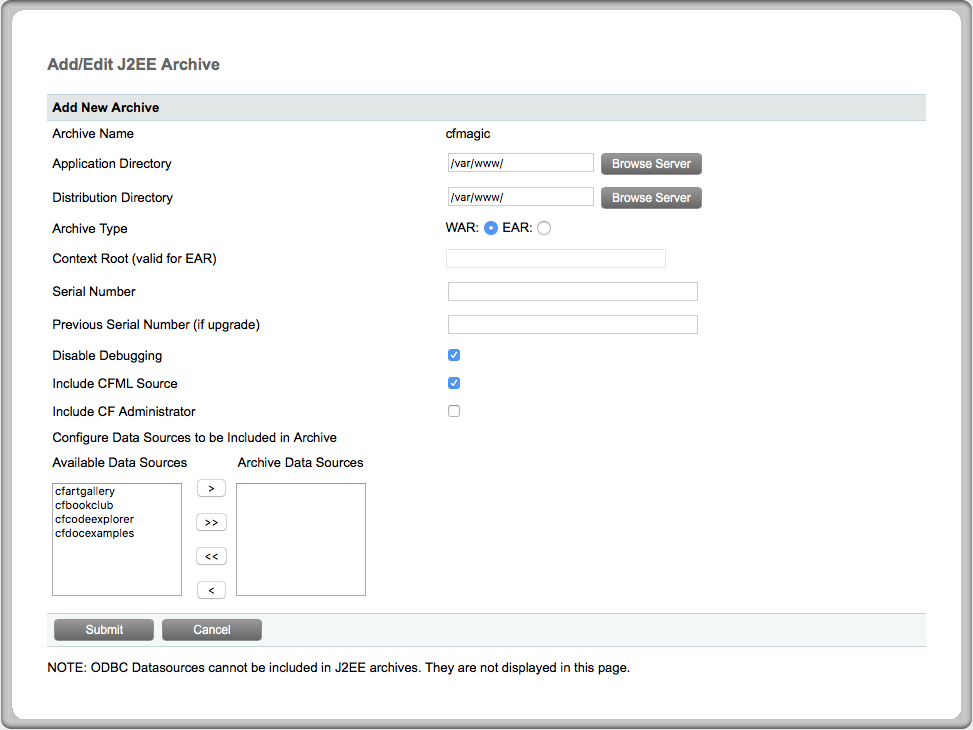 Add/Edit J2EE Archive
Add New Archive
Archive Name cfmagic
Application Directory /var/www/ Browse Server
Distribution Directory /var/www/ Browse Server
Archive Type WAR: EAR:
Context Root (valid for EAR)
Serial Number
Previous Serial Number (if upgrade)
Disable Debugging
Include CFML Source
Include CF Administrator
Configure Data Sources to be Included in Archive
Available Data Sources Archive Data Sources
cfartgallery >
cfbookclub
cfcodeexplorer >>
cfdocexamples
<<
<
Submit Cancel
NOTE: ODBC Datasources cannot be included in J2EE archives. They are not displayed in this page.